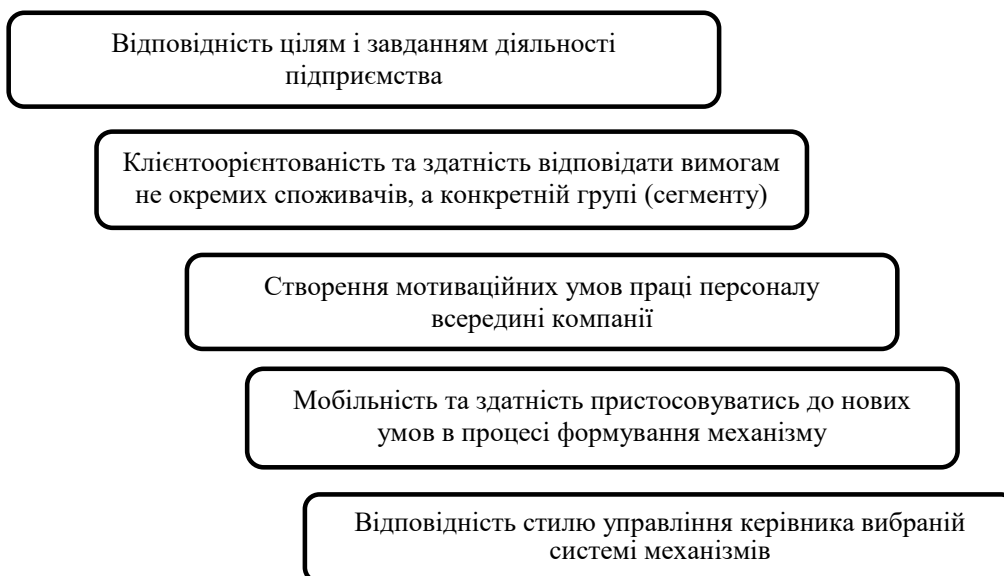 Відповідність цілям і завданням діяльності
підприємства
Клієнтоорієнтованість та здатність відповідати вимогам
не окремих споживачів, а конкретній групі (сегменту)
Створення мотиваційних умов праці персоналу
всередині компанії
Мобільність та здатність пристосовуватись до нових
умов в процесі формування механізму
Відповідність стилю управління керівника вибраній
системі механізмів